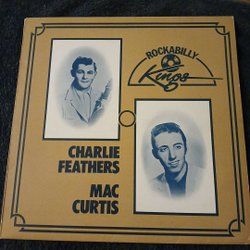 ROCKABILLY
Kings
CHARLIE
FEATHERS
MAC
CURTIS